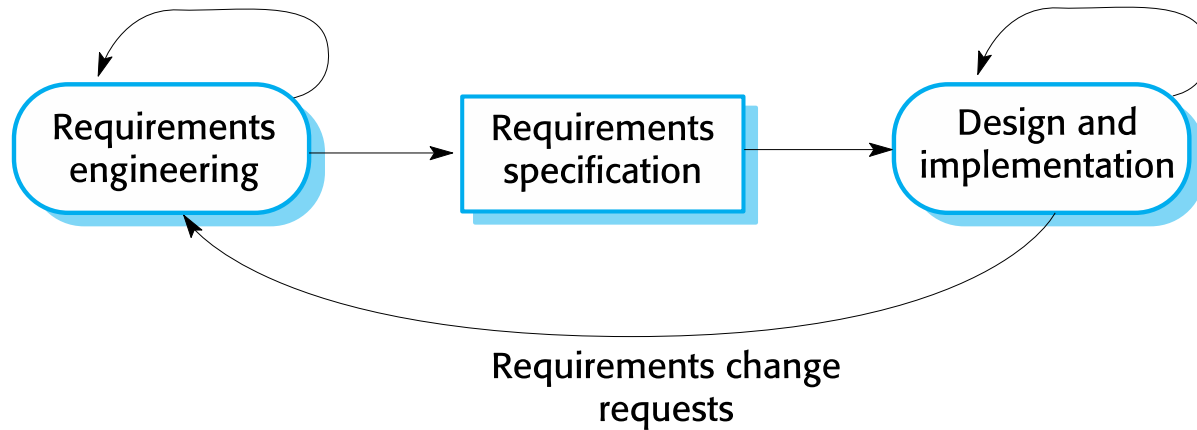 Requirements
engineering
Requirements
specification
Design and
implementation
Requirements change
requests